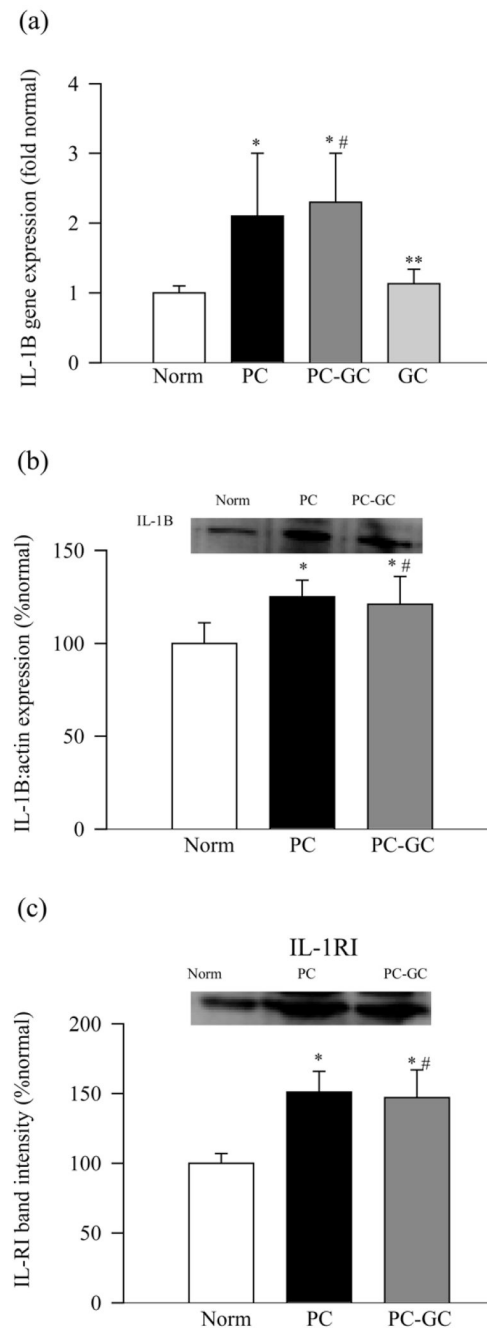 (a)
IL-1B gene expression (fold normal)
4
3
2
1
0
*
* #
**
Norm PC PC-GC GC
(b)
Norm PC PC-GC
IL-1B
IL-1B:actin expression (%normal)
150
100
50
0
*
* #
Norm PC PC-GC
(c)
IL-1RI
Norm PC PC-GC
IL-RI band intensity (%normal)
200
150
100
50
0
*
* #
Norm PC PC-GC